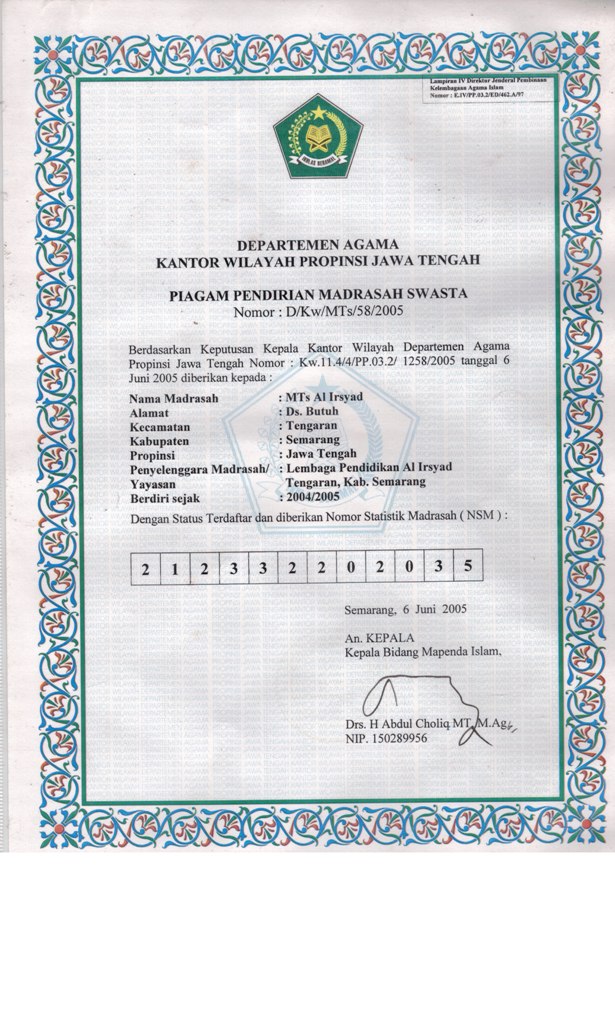 Lampiran IV Direktur Jenderal Pembinaan
Kelembagaan Agama Islam
Nomor : E.IV/PP.03.2/ED/462.A/97
IKHLAS BERAMAL
DEPARTEMEN AGAMA
KANTOR WILAYAH PROPINSI JAWA TENGAH
PIAGAM PENDIRIAN MADRASAH SWASTA
Nomor : D/Kw/MTs/58/2005
Berdasarkan Keputusan Kepala Kantor Wilayah Departemen Agama
Propinsi Jawa Tengah Nomor : Kw.11.4/4/PP.03.2/ 1258/2005 tanggal 6
Juni 2005 diberikan kepada :
Nama Madrasah : MTs Al Irsyad
Alamat : Ds. Butuh
Kecamatan : Tengaran
Kabupaten : Semarang
Propinsi : Jawa Tengah
Penyelenggara Madrasah/ : Lembaga Pendidikan Al Irsyad
Yayasan Tengaran, Kab. Semarang
Berdiri sejak : 2004/2005
Dengan Status Terdaftar dan diberikan Nomor Statistik Madrasah ( NSM ) :
2 1 2 3 3 2 2 0 2 0 3 5
Semarang, 6 Juni 2005
An. KEPALA
Kepala Bidang Mapenda Islam,
Drs. H Abdul Choliq MT, M.Ag
NIP. 150289956